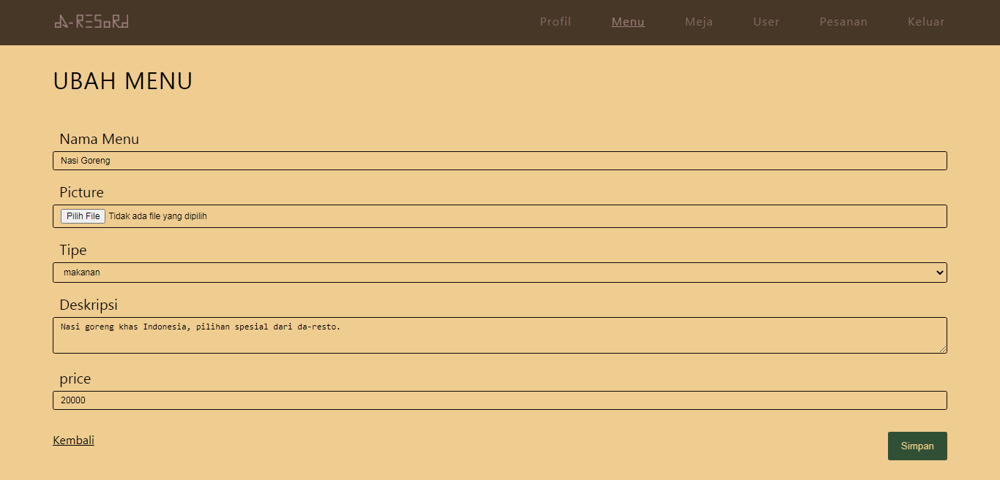 da-RESORd
Profil Menu Meja User Pesanan Keluar
UBAH MENU
Nama Menu
Nasi Goreng
Picture
Pilih File Tidak ada file yang dipilih
Tipe
makanan
Deskripsi
Nasi goreng khas Indonesia, pilihan spesial dari da-resto.
price
20000
Kembali Simpan